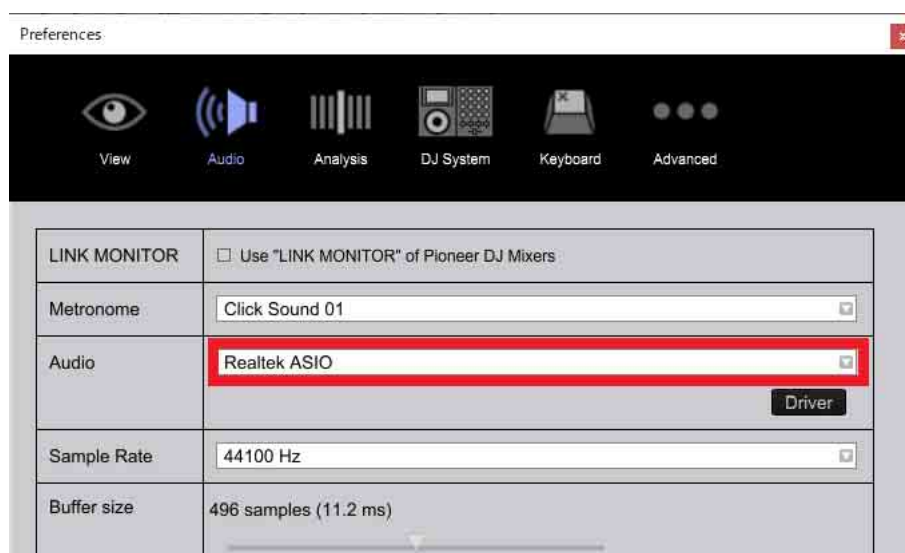 Preferences
View Audio Analysis DJ System Keyboard Advanced
LINK MONITOR Use "LINK MONITOR" of Pioneer DJ Mixers
Metronome Click Sound 01
Audio Realtek ASIO
Driver
Sample Rate 44100 Hz
Buffer size 496 samples (11.2 ms)